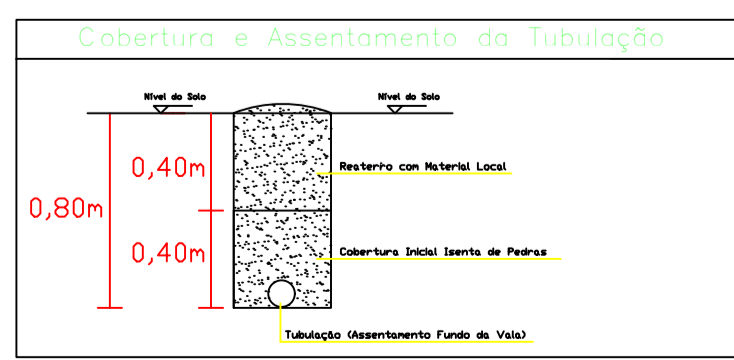 Cobertura e Assentamento da Tubulação
Nível do Solo
Nível do Solo
0,40m
Reaterro com Material Local
0,80m
0,40m
Cobertura Inicial Isenta de Pedras
Tubulação (Assentamento Fundo da Vala)